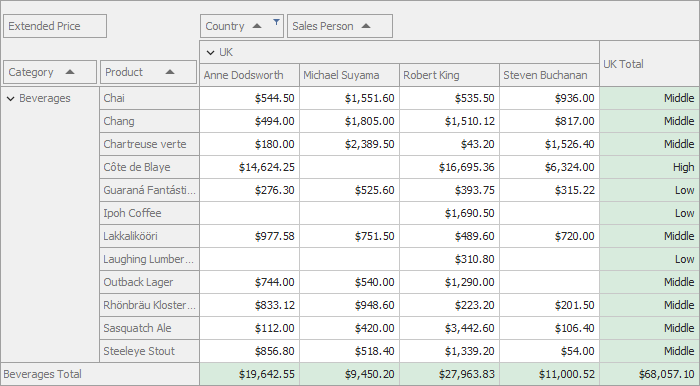 Extended Price
Country Sales Person
UK
UK Total
Category Product
Anne Dodsworth Michael Suyama Robert King Steven Buchanan
Beverages Chai $544.50 $1,551.60 $535.50 $936.00 Middle
Chang $494.00 $1,805.00 $1,510.12 $817.00 Middle
Chartreuse verte $180.00 $2,389.50 $43.20 $1,526.40 Middle
Côte de Blaye $14,624.25 $16,695.36 $6,324.00 High
Guaraná Fantásti... $276.30 $525.60 $393.75 $315.22 Low
Ipoh Coffee $1,690.50 Low
Lakkalikööri $977.58 $751.50 $489.60 $720.00 Middle
Laughing Lumber... $310.80 Low
Outback Lager $744.00 $540.00 $1,290.00 Middle
Rhönbräu Kloster... $833.12 $948.60 $223.20 $201.50 Middle
Sasquatch Ale $112.00 $420.00 $3,442.60 $106.40 Middle
Steeleye Stout $856.80 $518.40 $1,339.20 $54.00 Middle
Beverages Total $19,642.55 $9,450.20 $27,963.83 $11,000.52 $68,057.10